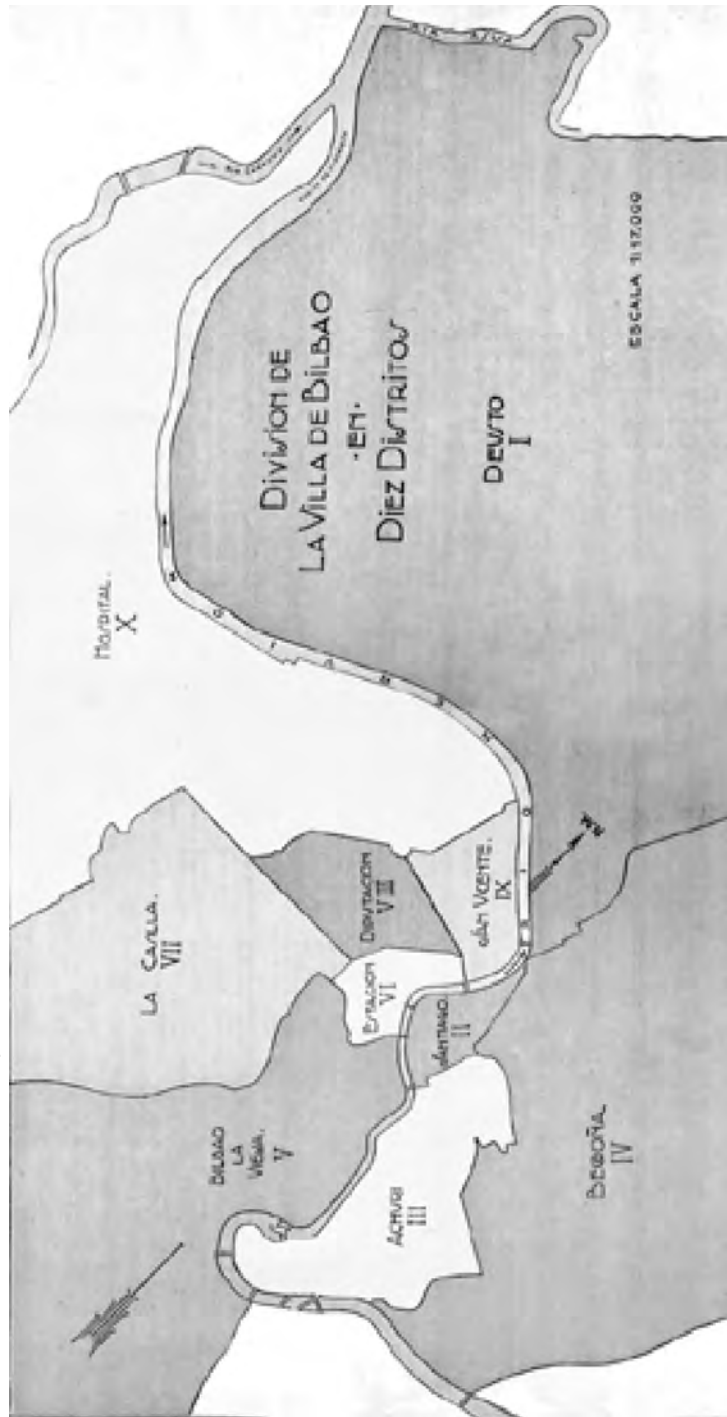 DIVISION DE
LA VILLA DE BILBAO
·EN·
DIEZ DISTRITOS
DEUSTO
I
ESCALA 1:17.000
HOSPITAL.
X
LA CASILLA.
VII
DIPUTACION
VIII
SAN VICENTE.
IX
ESTACION
VI
SANTIAGO.
II
BILBAO
LA
VIEJA.
V
ACHURI
III
BEGOÑA.
IV
N.M.